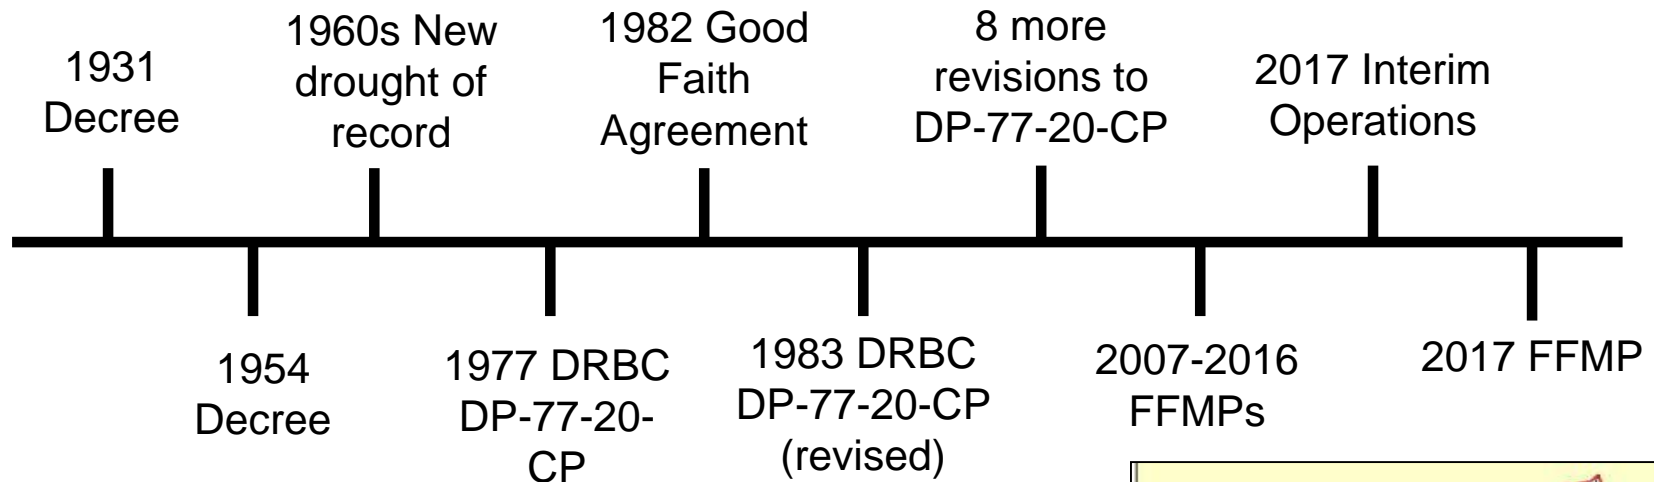 1931
Decree
1960s New
drought of
record
1982 Good
Faith
Agreement
8 more
revisions to
DP-77-20-CP
2017 Interim
Operations
1954
Decree
1977 DRBC
DP-77-20-
CP
1983 DRBC
DP-77-20-CP
(revised)
2007-2016
FFMPs
2017 FFMP